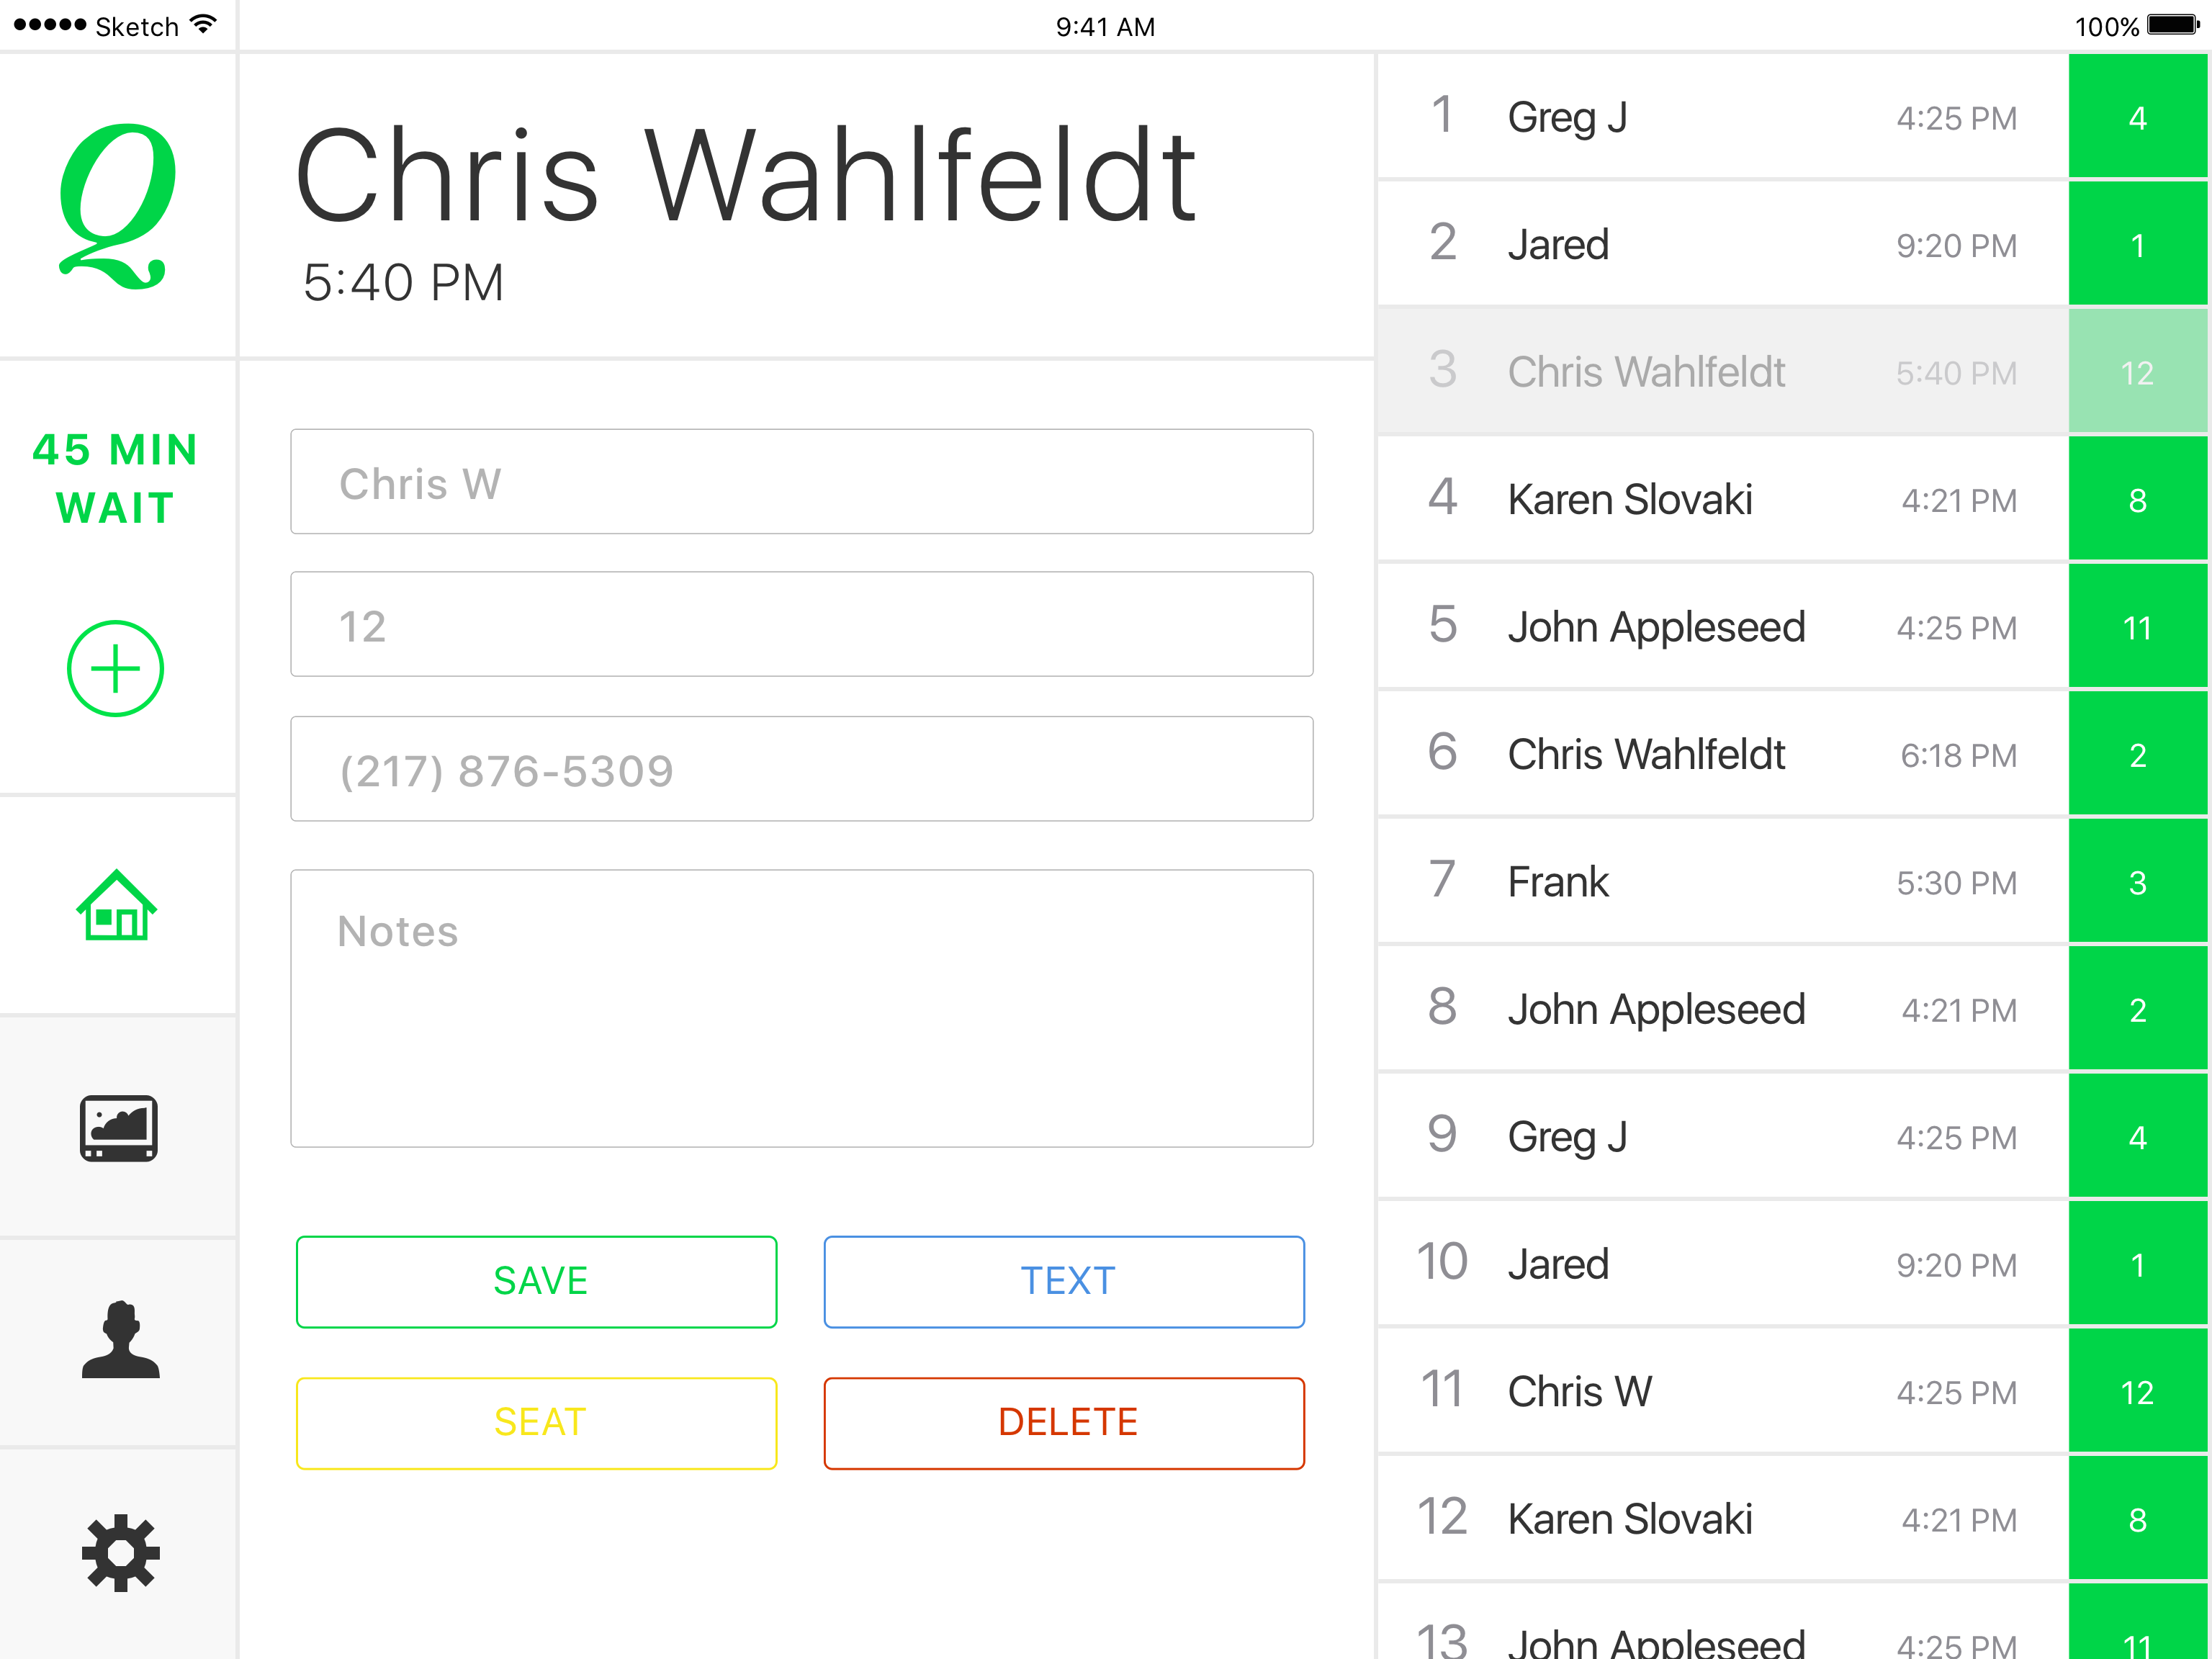 Sketch
9:41 AM
100%
Q
45 MIN
WAIT
Chris Wahlfeldt
5:40 PM
Chris W
12
(217) 876-5309
Notes
SAVE
TEXT
SEAT
DELETE
1 Greg J 4:25 PM 4
2 Jared 9:20 PM 1
3 Chris Wahlfeldt 5:40 PM 12
4 Karen Slovaki 4:21 PM 8
5 John Appleseed 4:25 PM 11
6 Chris Wahlfeldt 6:18 PM 2
7 Frank 5:30 PM 3
8 John Appleseed 4:21 PM 2
9 Greg J 4:25 PM 4
10 Jared 9:20 PM 1
11 Chris W 4:25 PM 12
12 Karen Slovaki 4:21 PM 8
13 John Appleseed 4:25 PM 11